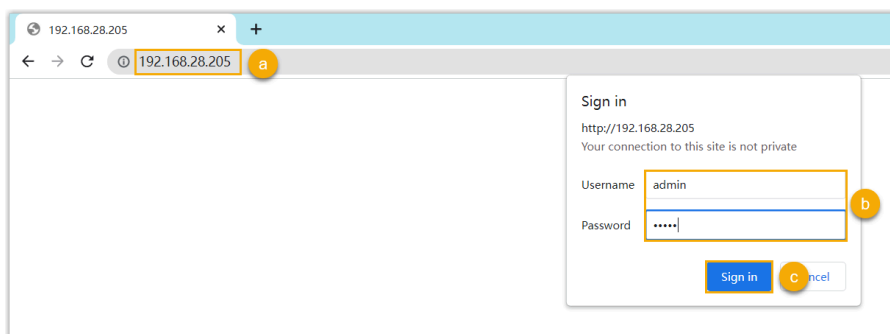 192.168.28.205
192.168.28.205 a
Sign in
http://192.168.28.205
Your connection to this site is not private
Username admin
b
Password •••••
Sign in c ncel